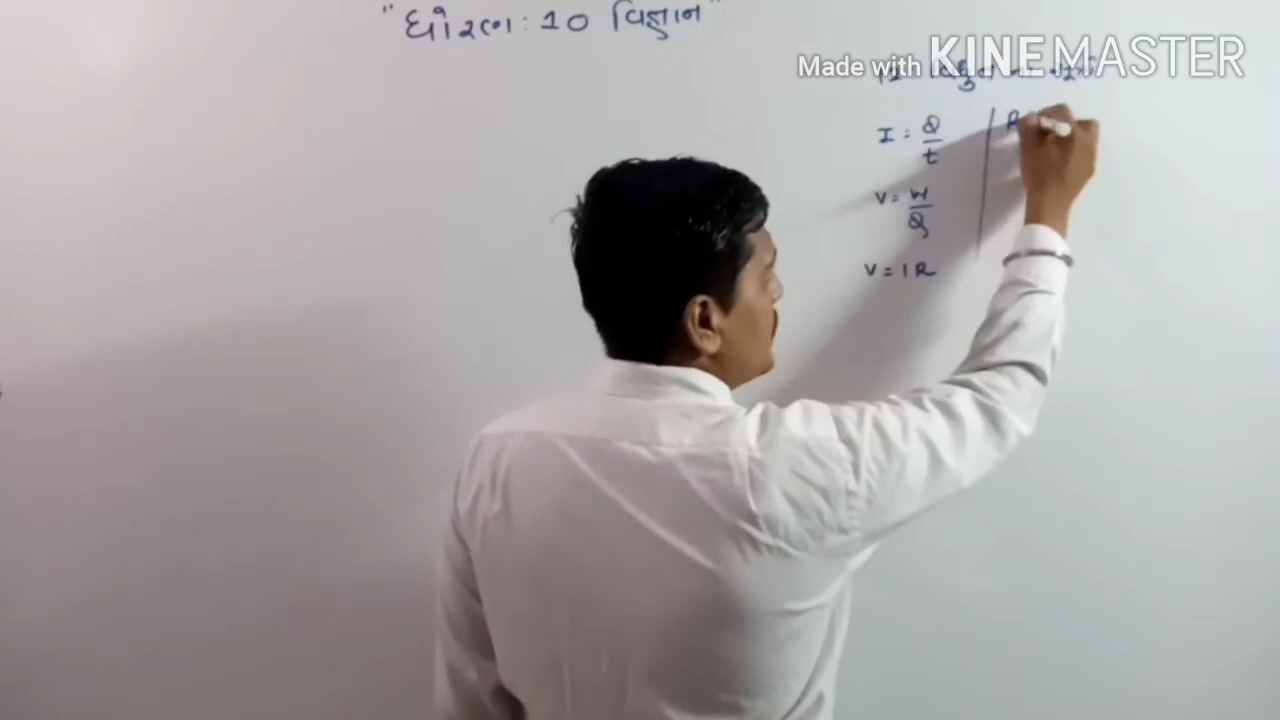 "ધોરણ: 10 વિજ્ઞાન"
Made with KINEMASTER
I = Q/t
V = W/Q
V = IR
R